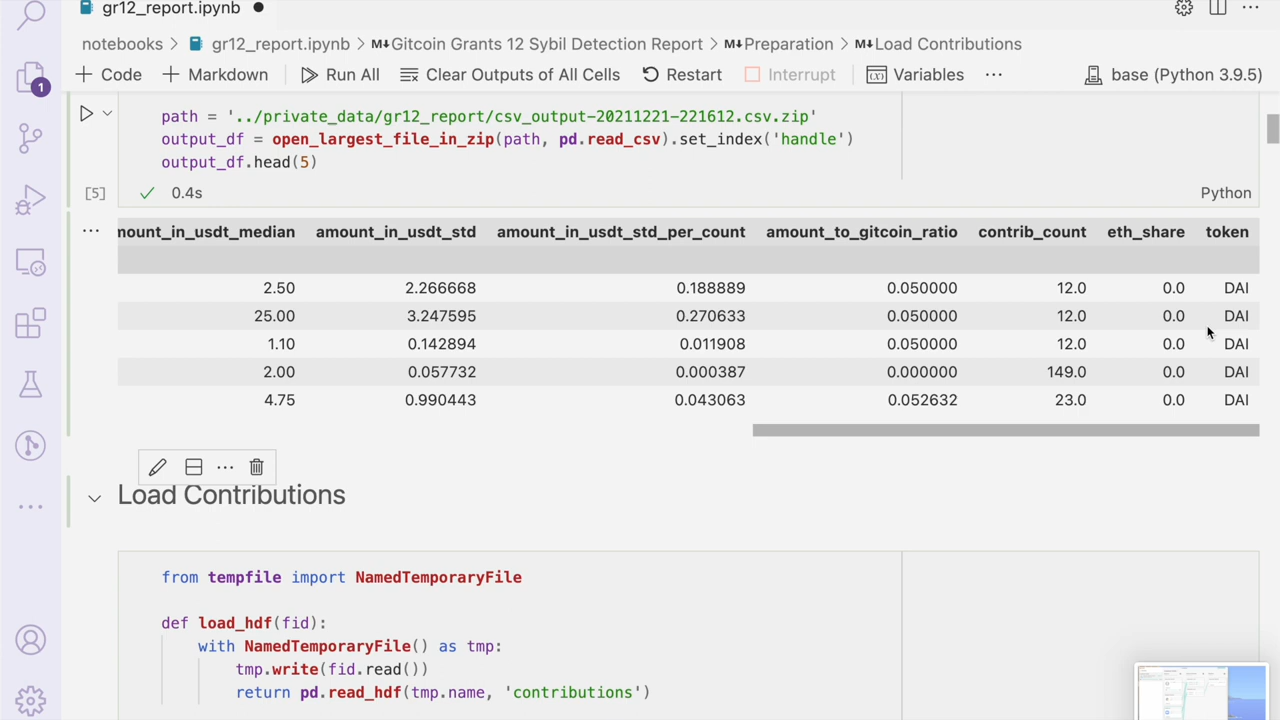 gr12_report.ipynb
notebooks > gr12_report.ipynb > M↓Gitcoin Grants 12 Sybil Detection Report > M↓Preparation > M↓Load Contributions
+ Code + Markdown Run All Clear Outputs of All Cells Restart Interrupt Variables ... base (Python 3.9.5)
1
path = '../private_data/gr12_report/csv_output-20211221-221612.csv.zip'
output_df = open_largest_file_in_zip(path, pd.read_csv).set_index('handle')
output_df.head(5)
[5] 0.4s Python
mount_in_usdt_median amount_in_usdt_std amount_in_usdt_std_per_count amount_to_gitcoin_ratio contrib_count eth_share token
2.50 2.266668 0.188889 0.050000 12.0 0.0 DAI
25.00 3.247595 0.270633 0.050000 12.0 0.0 DAI
1.10 0.142894 0.011908 0.050000 12.0 0.0 DAI
2.00 0.057732 0.000387 0.000000 149.0 0.0 DAI
4.75 0.990443 0.043063 0.052632 23.0 0.0 DAI
Load Contributions
from tempfile import NamedTemporaryFile
def load_hdf(fid):
with NamedTemporaryFile() as tmp:
tmp.write(fid.read())
return pd.read_hdf(tmp.name, 'contributions')